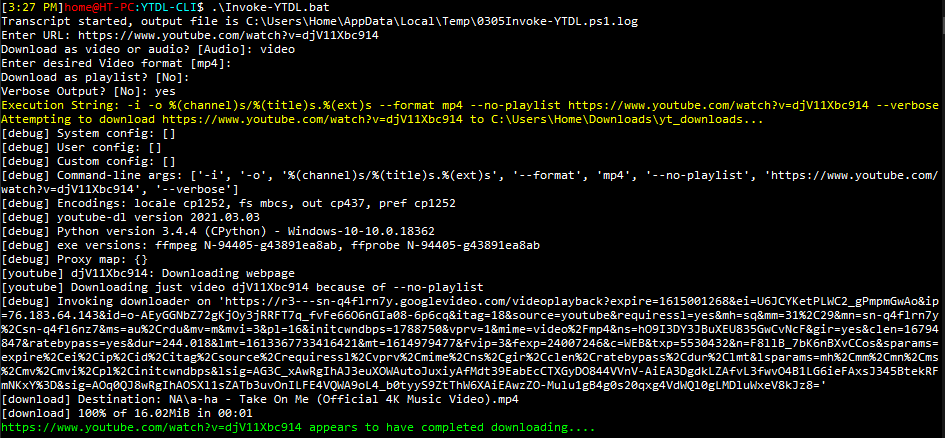 [3:27 PM]home@HT-PC:YTDL-CLI$ .\Invoke-YTDL.bat
Transcript started, output file is C:\Users\Home\AppData\Local\Temp\0305Invoke-YTDL.ps1.log
Enter URL: https://www.youtube.com/watch?v=djV11Xbc914
Download as video or audio? [Audio]: video
Enter desired Video format [mp4]:
Download as playlist? [No]:
Verbose Output? [No]: yes
Execution String: -i -o %(channel)s/%(title)s.%(ext)s --format mp4 --no-playlist https://www.youtube.com/watch?v=djV11Xbc914 --verbose
Attempting to download https://www.youtube.com/watch?v=djV11Xbc914 to C:\Users\Home\Downloads\yt_downloads...
[debug] System config: []
[debug] User config: []
[debug] Custom config: []
[debug] Command-line args: ['-i', '-o', '%(channel)s/%(title)s.%(ext)s', '--format', 'mp4', '--no-playlist', 'https://www.youtube.com/
watch?v=djV11Xbc914', '--verbose']
[debug] Encodings: locale cp1252, fs mbcs, out cp437, pref cp1252
[debug] youtube-dl version 2021.03.03
[debug] Python version 3.4.4 (CPython) - Windows-10-10.0.18362
[debug] exe versions: ffmpeg N-94405-g43891ea8ab, ffprobe N-94405-g43891ea8ab
[debug] Proxy map: {}
[youtube] djV11Xbc914: Downloading webpage
[youtube] Downloading just video djV11Xbc914 because of --no-playlist
[debug] Invoking downloader on 'https://r3---sn-q4flrn7y.googlevideo.com/videoplayback?expire=1615001268&ei=U6JCYKetPLWC2_gPmpmGwAo&ip
=76.183.64.143&id=o-AEyGGNbZ72gKjOy3jRRFT7q_fvFe66O6nGIa08-6p6cq&itag=18&source=youtube&requiressl=yes&mh=sq&mm=31%2C29&mn=sn-q4flrn7y
%2Csn-q4fl6nz7&ms=au%2Crdu&mv=m&mvi=3&pl=16&initcwndbps=1788750&vprv=1&mime=video%2Fmp4&ns=hO9I3DY3JBuXEU835GwCvNcF&gir=yes&clen=16794
847&ratebypass=yes&dur=244.018&lmt=1613367733416421&mt=1614979477&fvip=3&fexp=24007246&c=WEB&txp=5530432&n=F8llB_7bK6nBXvCCos&sparams=
expire%2Cei%2Cip%2Cid%2Citag%2Csource%2Crequiressl%2Cvprv%2Cmime%2Cns%2Cgir%2Cclen%2Cratebypass%2Cdur%2Clmt&lsparams=mh%2Cmm%2Cmn%2Cms
%2Cmv%2Cmvi%2Cpl%2Cinitcwndbps&lsig=AG3C_xAwRgIhAJ3euXOWAutoJuxiyAfMdt39EabEcCTXGyDO844VVnV-AiEA3DgdkLZAfvL3fwvO4B1LG6ieFAxsJ345BtekRF
mNKxY%3D&sig=AOq0QJ8wRgIhAOSXl1sZATb3uvOnILFE4VQWA9oL4_b0tyyS9ZtThW6XAiEAwzZO-Mulu1gB4g0s20qxg4VdWQl0gLMDluWxeV8kJz8='
[download] Destination: NA\a-ha - Take On Me (Official 4K Music Video).mp4
[download] 100% of 16.02MiB in 00:01
https://www.youtube.com/watch?v=djV11Xbc914 appears to have completed downloading....